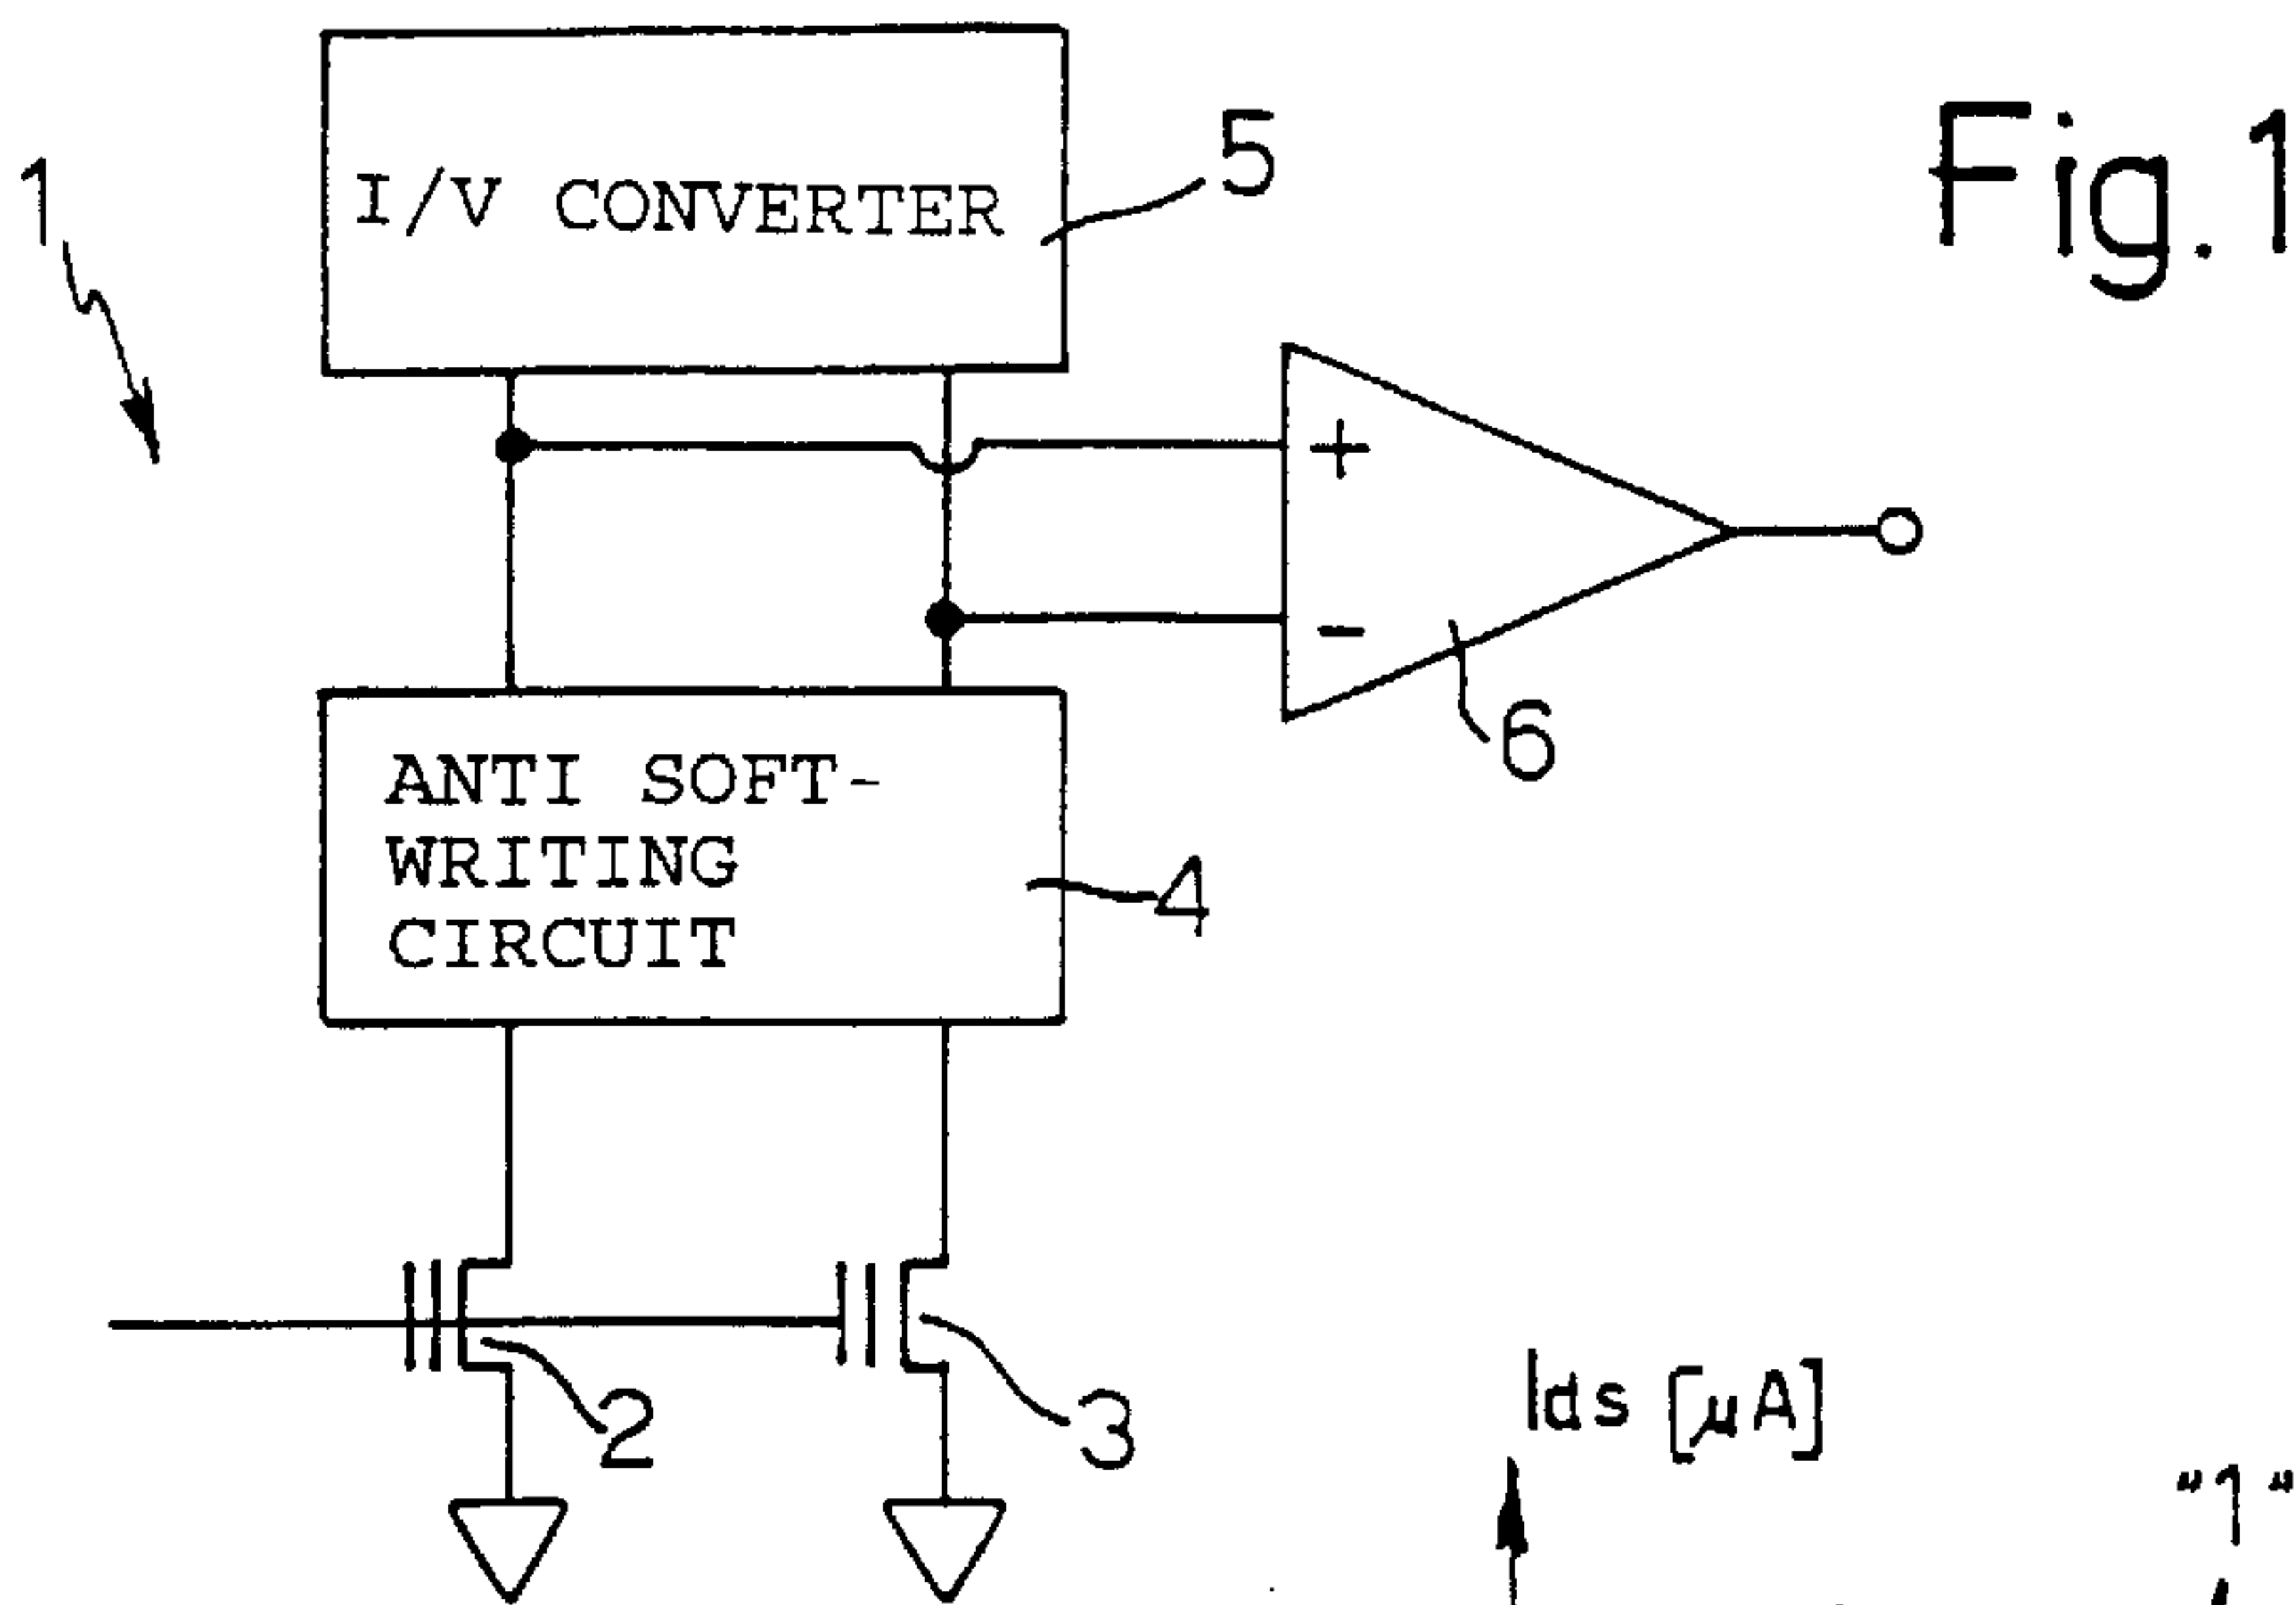 Fig.1
1
I/V CONVERTER
5
+
-
6
ANTI SOFT-
WRITING
CIRCUIT
4
2
3
Ids [μA]
"1"